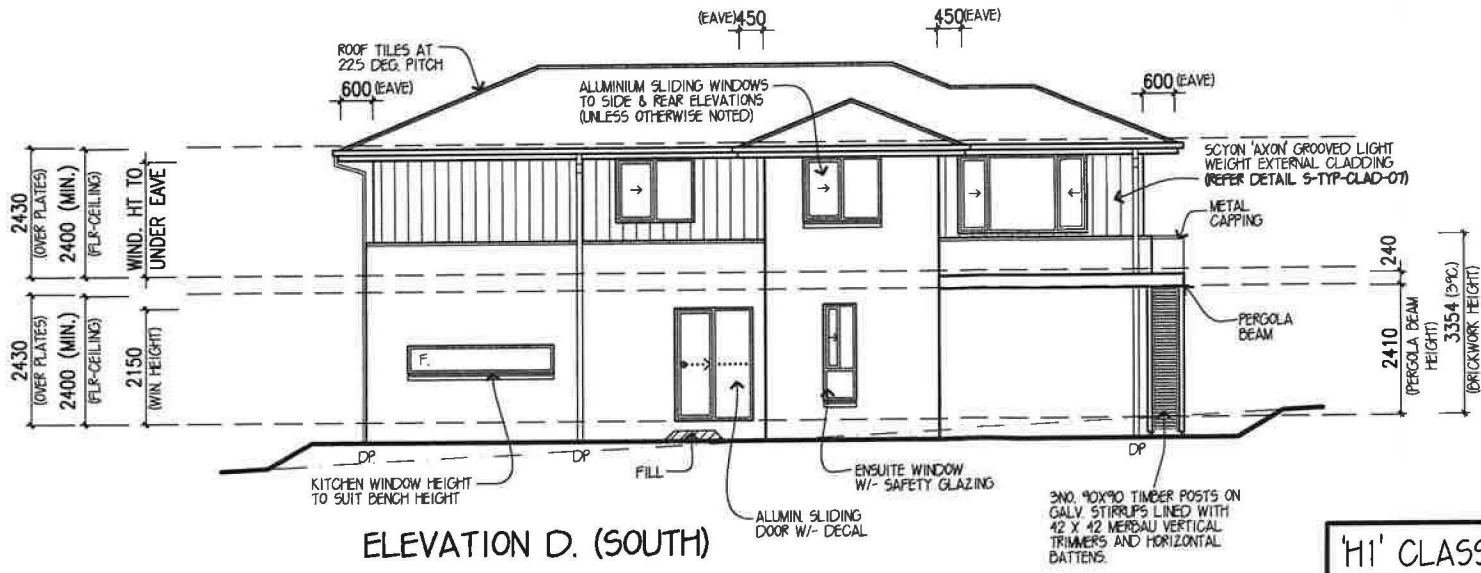 (EAVE) 450
450 (EAVE)
ROOF TILES AT
22.5 DEG. PITCH
600 (EAVE)
ALUMINIUM SLIDING WINDOWS
TO SIDE & REAR ELEVATIONS
(UNLESS OTHERWISE NOTED)
600
(EAVE)
SCYON 'AXON' GROOVED LIGHT
WEIGHT EXTERNAL CLADDING
(REFER DETAIL S-TYP-CLAD-07)
METAL
CAPPING
2430
(OVER PLATES)
2400 (MIN.)
(FLR-CEILING)
WIND. HT TO
UNDER EAVE
240
PERGOLA
BEAM
2410
(PERGOLA BEAM
HEIGHT)
3354 (39C)
(BRICKWORK HEIGHT)
2430
(OVER PLATES)
2400 (MIN.)
(FLR-CEILING)
2150
(WIN. HEIGHT)
F.
DP
DP
DP
KITCHEN WINDOW HEIGHT
TO SUIT BENCH HEIGHT
FILL
ALUMIN. SLIDING
DOOR W/- DECAL
ENSUITE WINDOW
W/- SAFETY GLAZING
3NO. 90X90 TIMBER POSTS ON
GALV. STIRRUPS LINED WITH
42 X 42 MERBAU VERTICAL
TRIMMERS AND HORIZONTAL
BATTENS.
ELEVATION D. (SOUTH)
'H1' CLASS